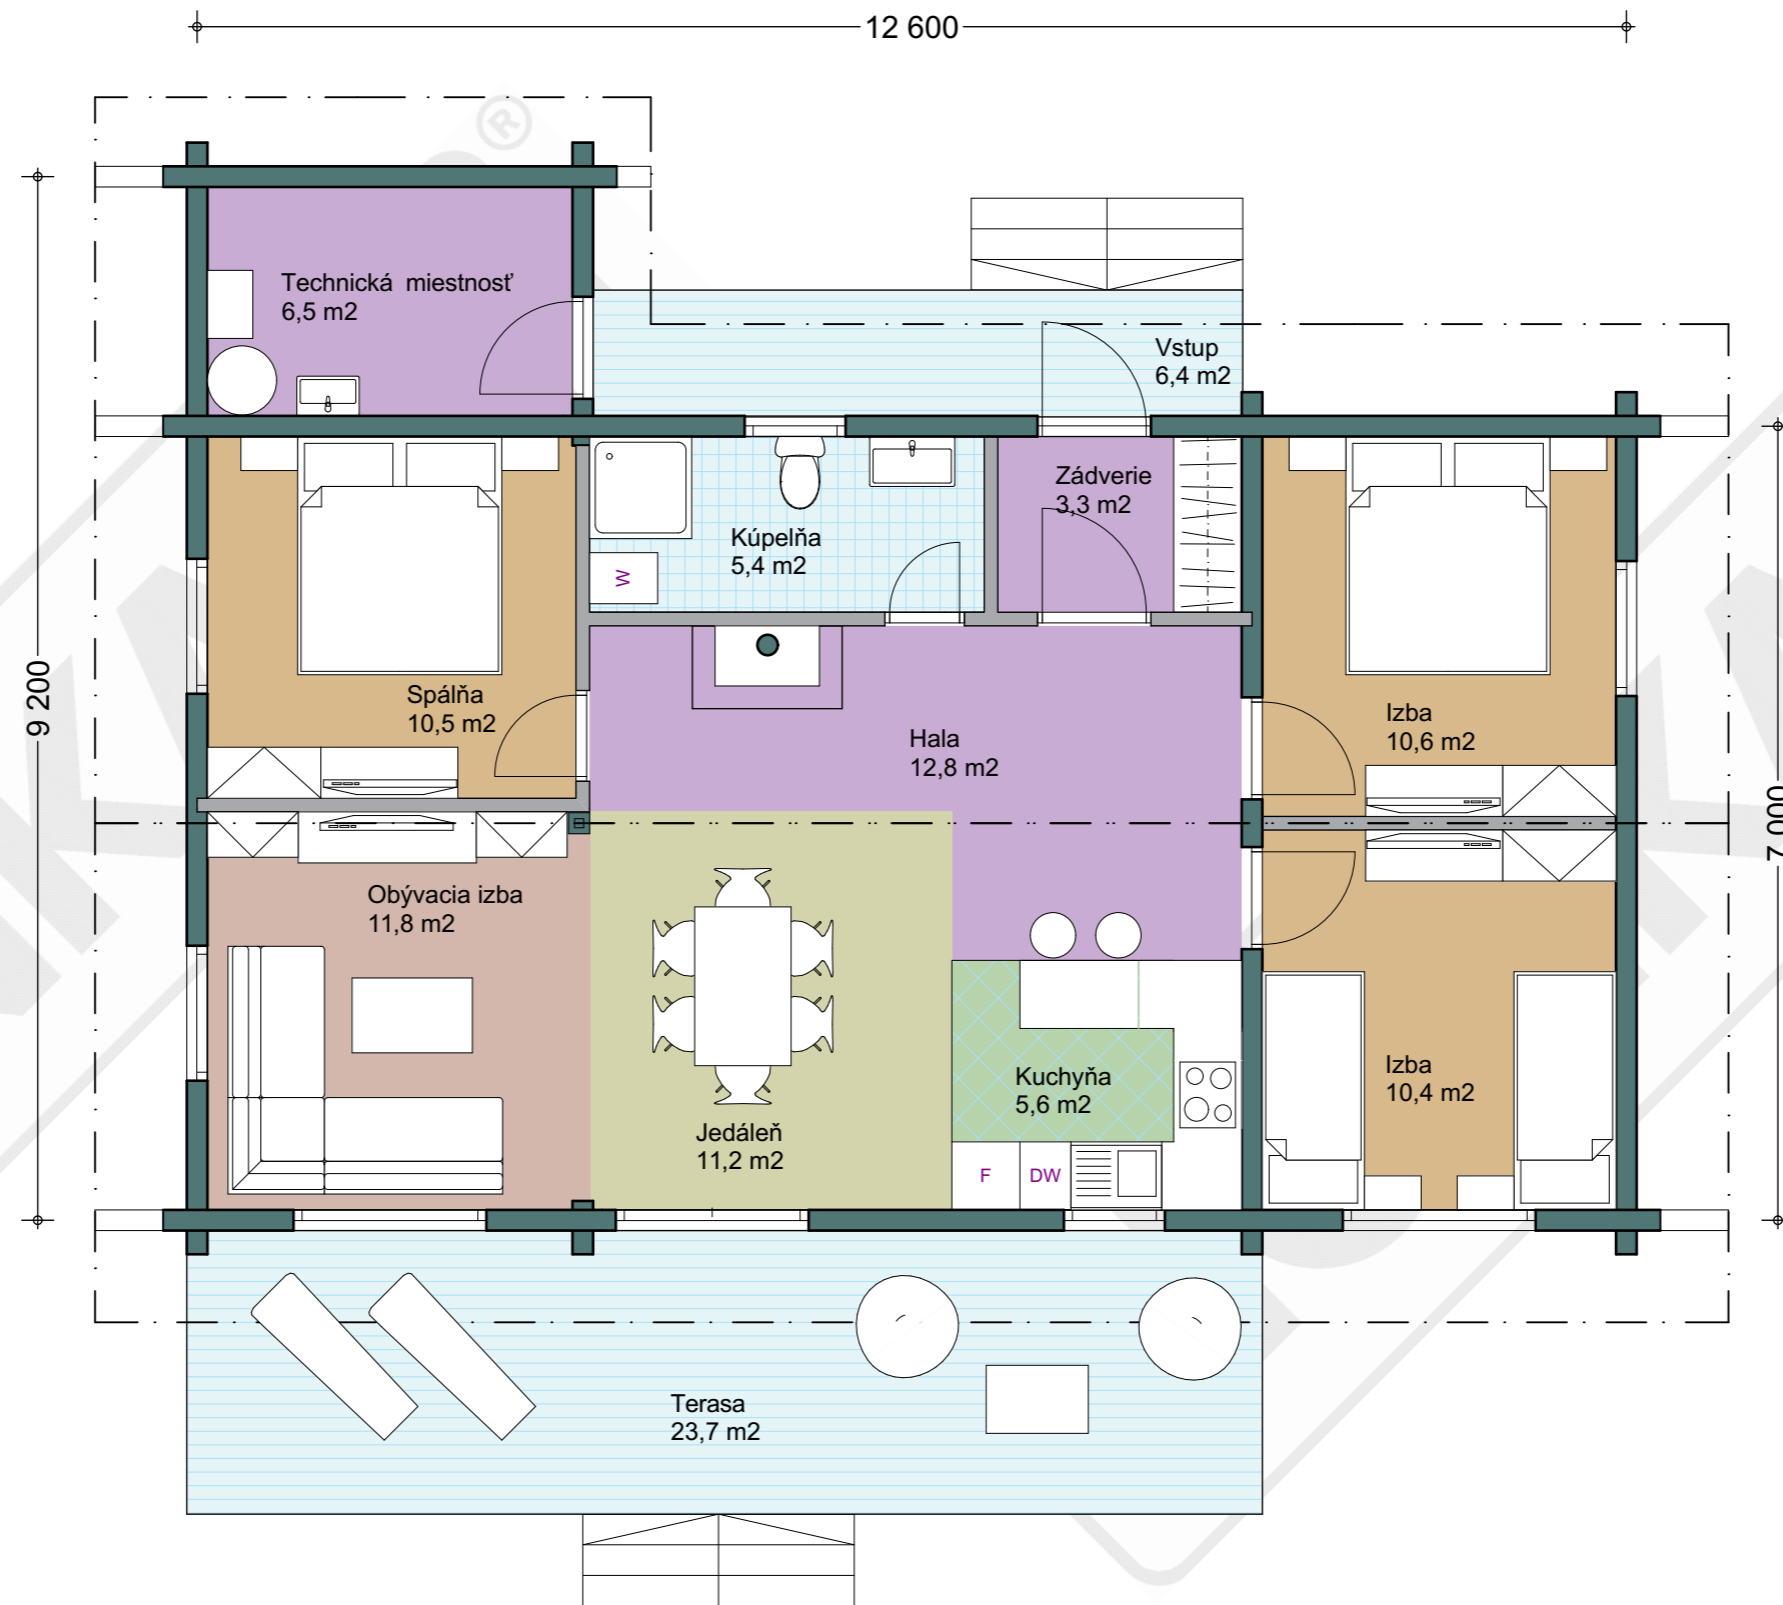 12 600
®
Technická miestnosť
6,5 m2
Vstup
6,4 m2
Zádverie
3,3 m2
Kúpelňa
5,4 m2
W
9 200
Spálňa
10,5 m2
Hala
12,8 m2
Izba
10,6 m2
7 000
Obývacia izba
11,8 m2
Kuchyňa
5,6 m2
Izba
10,4 m2
Jedáleň
11,2 m2
F
DW
Terasa
23,7 m2